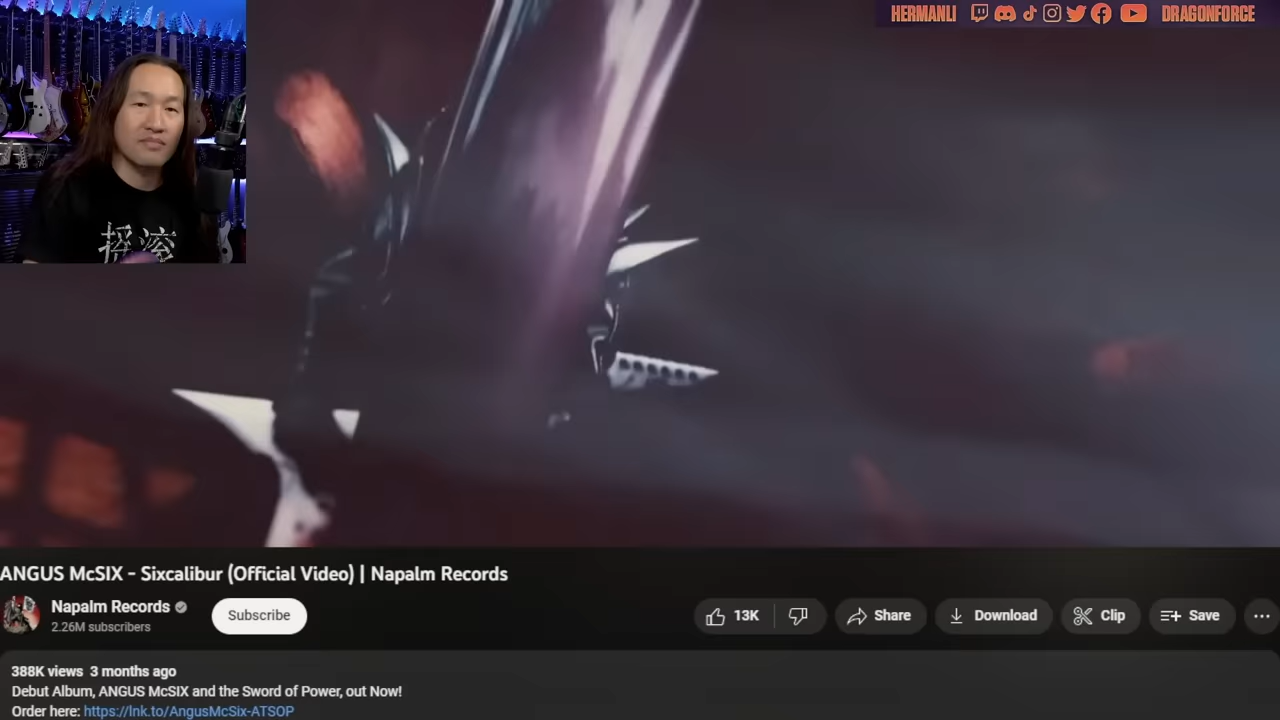 HERMANLI DRAGONFORCE
摇滚
ANGUS McSIX - Sixcalibur (Official Video) | Napalm Records
Napalm Records
2.26M subscribers
Subscribe
13K
Share
Download
Clip
Save
388K views 3 months ago
Debut Album, ANGUS McSIX and the Sword of Power, out Now!
Order here: https://lnk.to/AngusMcSix-ATSOP